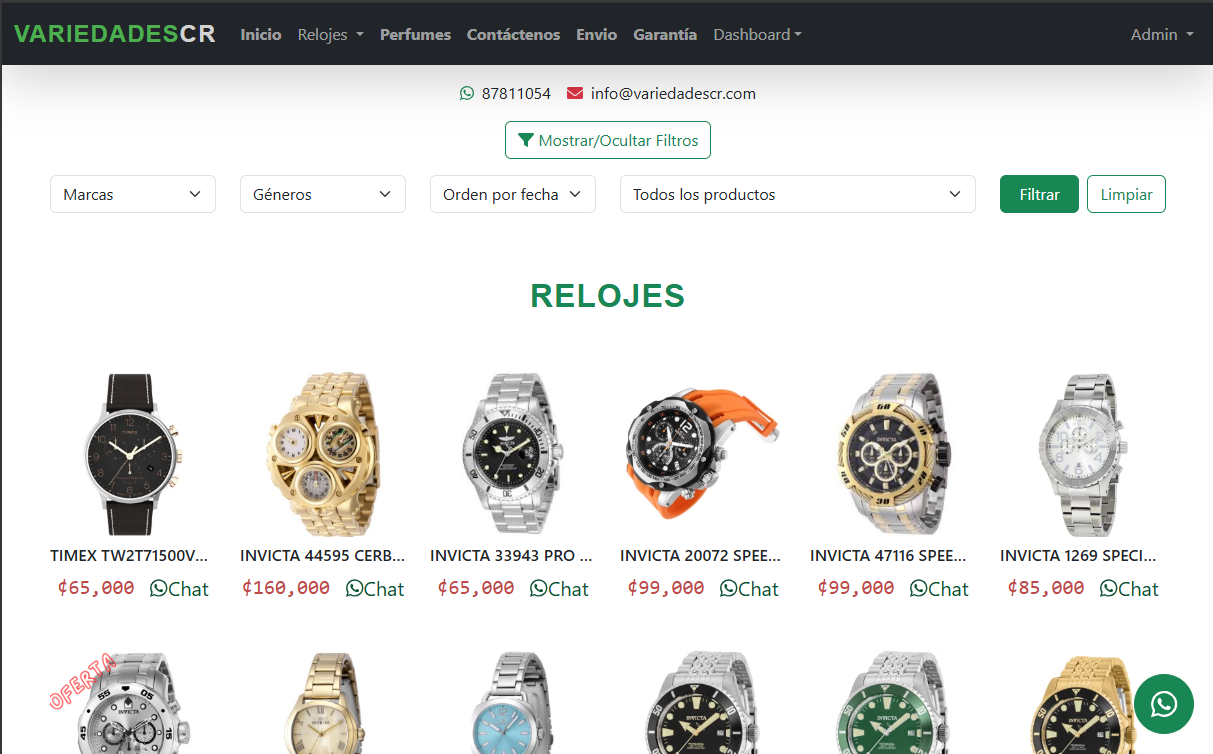 VARIEDADESCR Inicio Relojes Perfumes Contáctenos Envio Garantía Dashboard Admin
87811054 info@variedadescr.com
Mostrar/Ocultar Filtros
Marcas Géneros Orden por fecha Todos los productos Filtrar Limpiar
RELOJES
TIMEX TW2T71500V... INVICTA 44595 CERB... INVICTA 33943 PRO ... INVICTA 20072 SPEE... INVICTA 47116 SPEE... INVICTA 1269 SPECI...
₡65,000 Chat ₡160,000 Chat ₡65,000 Chat ₡99,000 Chat ₡99,000 Chat ₡85,000 Chat
OFERTA